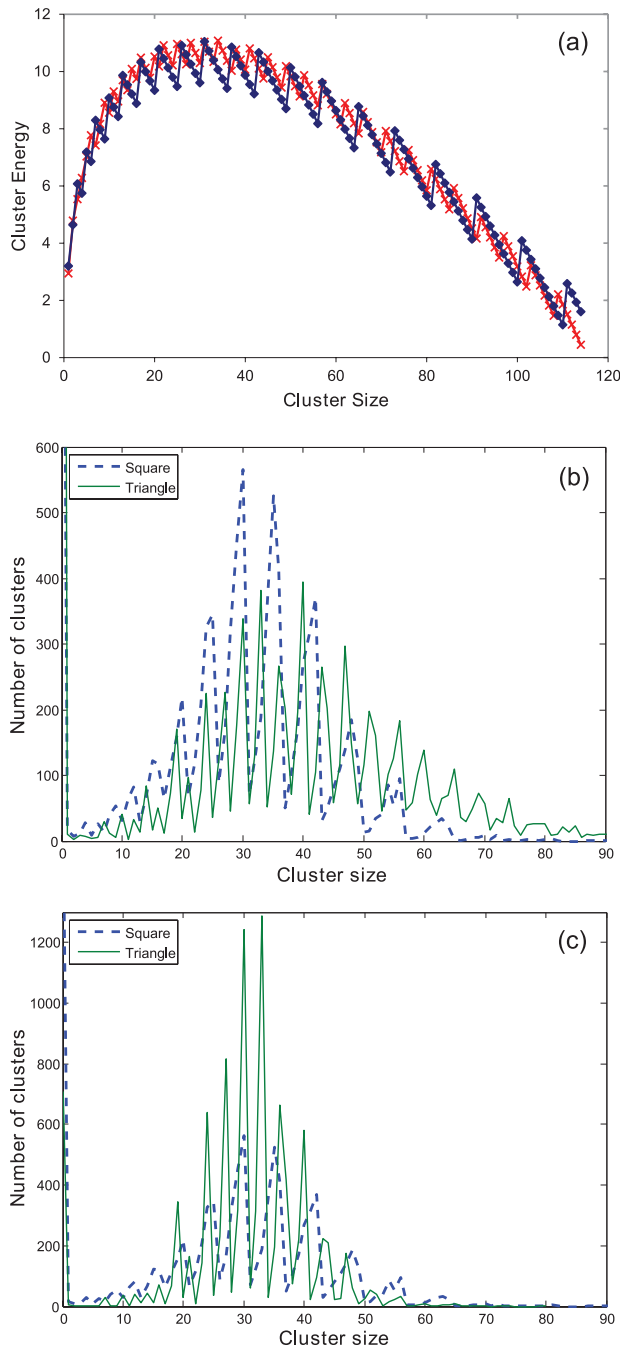 (a)
12
10
8
6
4
2
0
Cluster Energy
0 20 40 60 80 100 120
Cluster Size
(b)
Square
Triangle
600
500
400
300
200
100
0
Number of clusters
0 10 20 30 40 50 60 70 80 90
Cluster size
(c)
Square
Triangle
1200
1000
800
600
400
200
0
Number of clusters
0 10 20 30 40 50 60 70 80 90
Cluster size